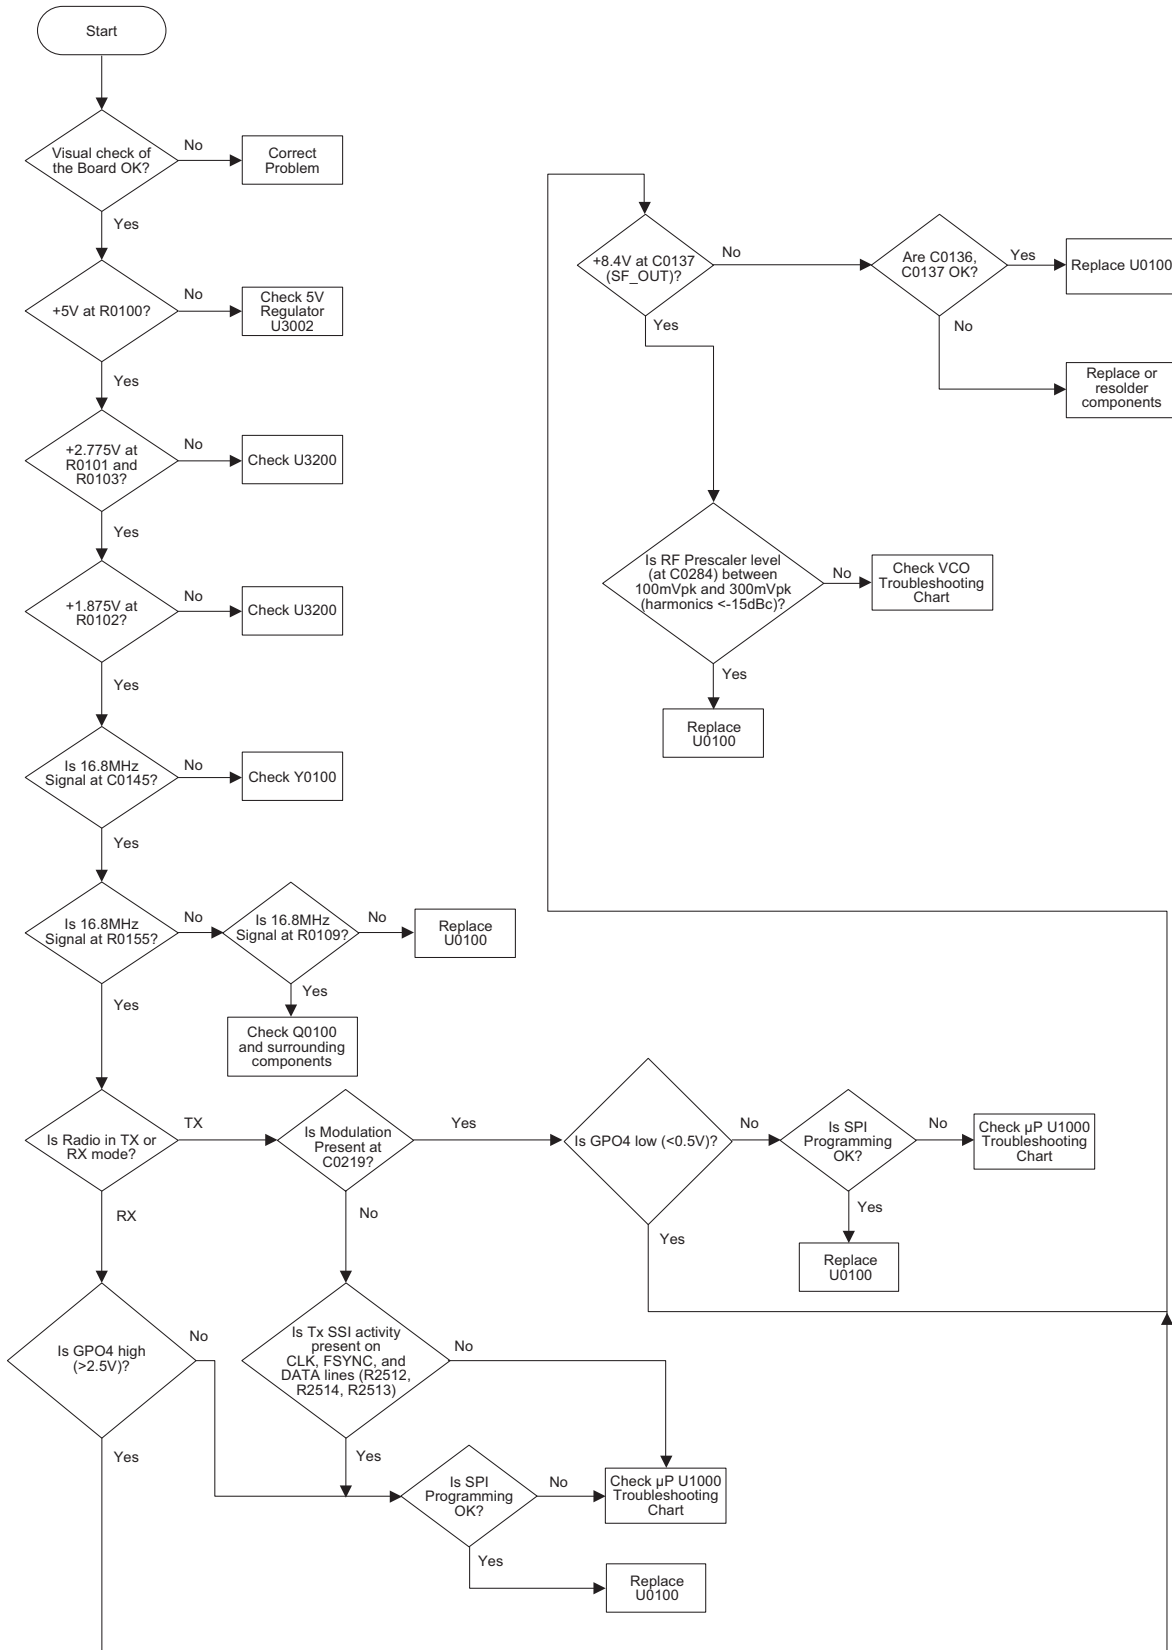 Start
Visual check of
the Board OK?
No
Correct
Problem
Yes
+5V at R0100?
No
Check 5V
Regulator
U3002
Yes
+2.775V at
R0101 and
R0103?
No
Check U3200
Yes
+1.875V at
R0102?
No
Check U3200
Yes
Is 16.8MHz
Signal at C0145?
No
Check Y0100
Yes
Is 16.8MHz
Signal at R0155?
No
Is 16.8MHz
Signal at R0109?
No
Replace
U0100
Yes
Check Q0100
and surrounding
components
Yes
Is Radio in TX or
RX mode?
TX
Is Modulation
Present at
C0219?
Yes
Is GPO4 low (<0.5V)?
No
Is SPI
Programming
OK?
No
Check µP U1000
Troubleshooting
Chart
Yes
Replace
U0100
Yes
RX
No
Is GPO4 high
(>2.5V)?
No
Is Tx SSI activity
present on
CLK, FSYNC, and
DATA lines (R2512,
R2514, R2513)
No
Yes
Yes
Is SPI
Programming
OK?
No
Check µP U1000
Troubleshooting
Chart
Yes
Replace
U0100
+8.4V at C0137
(SF_OUT)?
No
Are C0136,
C0137 OK?
Yes
Replace U0100
No
Replace or
resolder
components
Yes
Is RF Prescaler level
(at C0284) between
100mVpk and 300mVpk
(harmonics <-15dBc)?
No
Check VCO
Troubleshooting
Chart
Yes
Replace
U0100